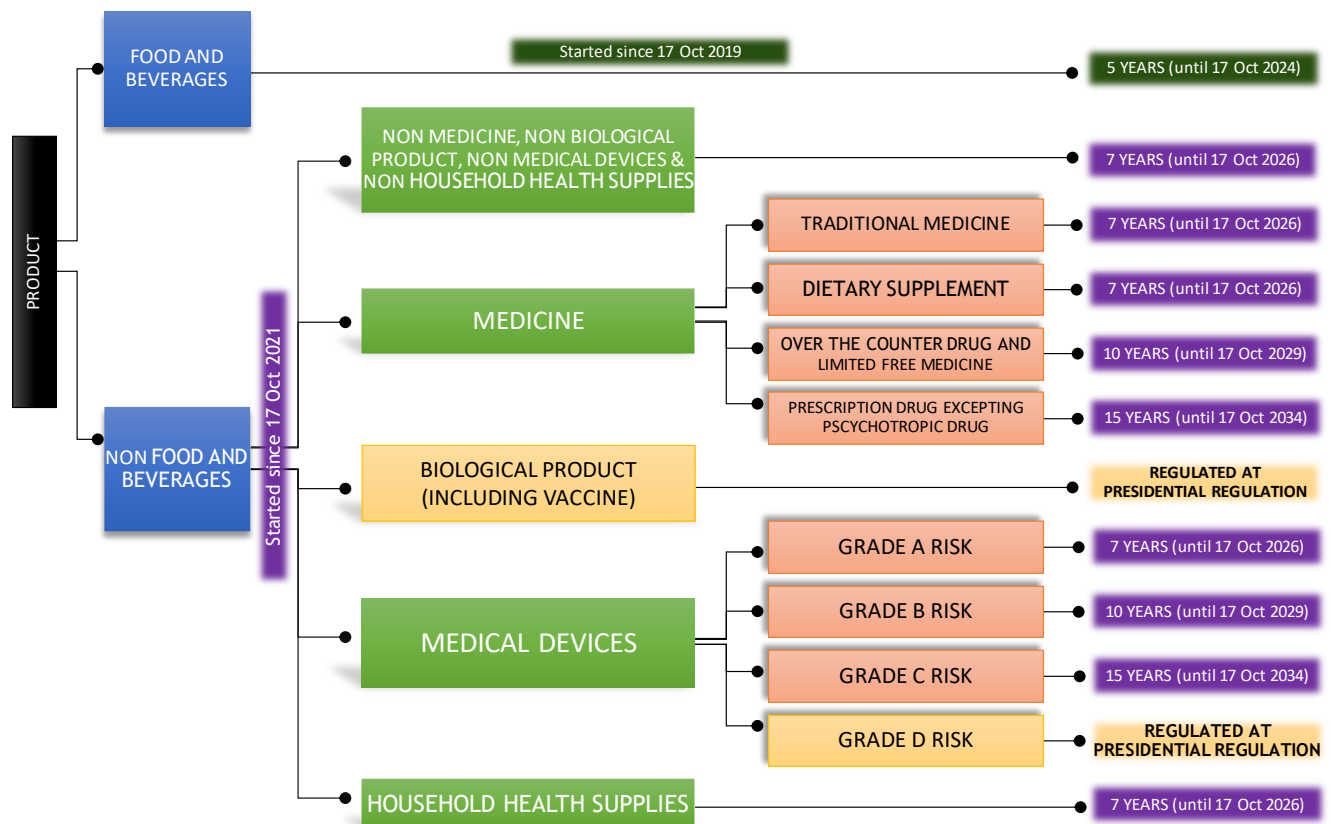 PRODUCT
FOOD AND
BEVERAGES
Started since 17 Oct 2019
5 YEARS (until 17 Oct 2024)
NON FOOD AND
BEVERAGES
Started since 17 Oct 2021
NON MEDICINE, NON BIOLOGICAL
PRODUCT, NON MEDICAL DEVICES &
NON HOUSEHOLD HEALTH SUPPLIES
7 YEARS (until 17 Oct 2026)
MEDICINE
TRADITIONAL MEDICINE
7 YEARS (until 17 Oct 2026)
DIETARY SUPPLEMENT
7 YEARS (until 17 Oct 2026)
OVER THE COUNTER DRUG AND
LIMITED FREE MEDICINE
10 YEARS (until 17 Oct 2029)
PRESCRIPTION DRUG EXCEPTING
PSCYCHOTROPIC DRUG
15 YEARS (until 17 Oct 2034)
BIOLOGICAL PRODUCT
(INCLUDING VACCINE)
REGULATED AT
PRESIDENTIAL REGULATION
MEDICAL DEVICES
GRADE A RISK
7 YEARS (until 17 Oct 2026)
GRADE B RISK
10 YEARS (until 17 Oct 2029)
GRADE C RISK
15 YEARS (until 17 Oct 2034)
GRADE D RISK
REGULATED AT
PRESIDENTIAL REGULATION
HOUSEHOLD HEALTH SUPPLIES
7 YEARS (until 17 Oct 2026)